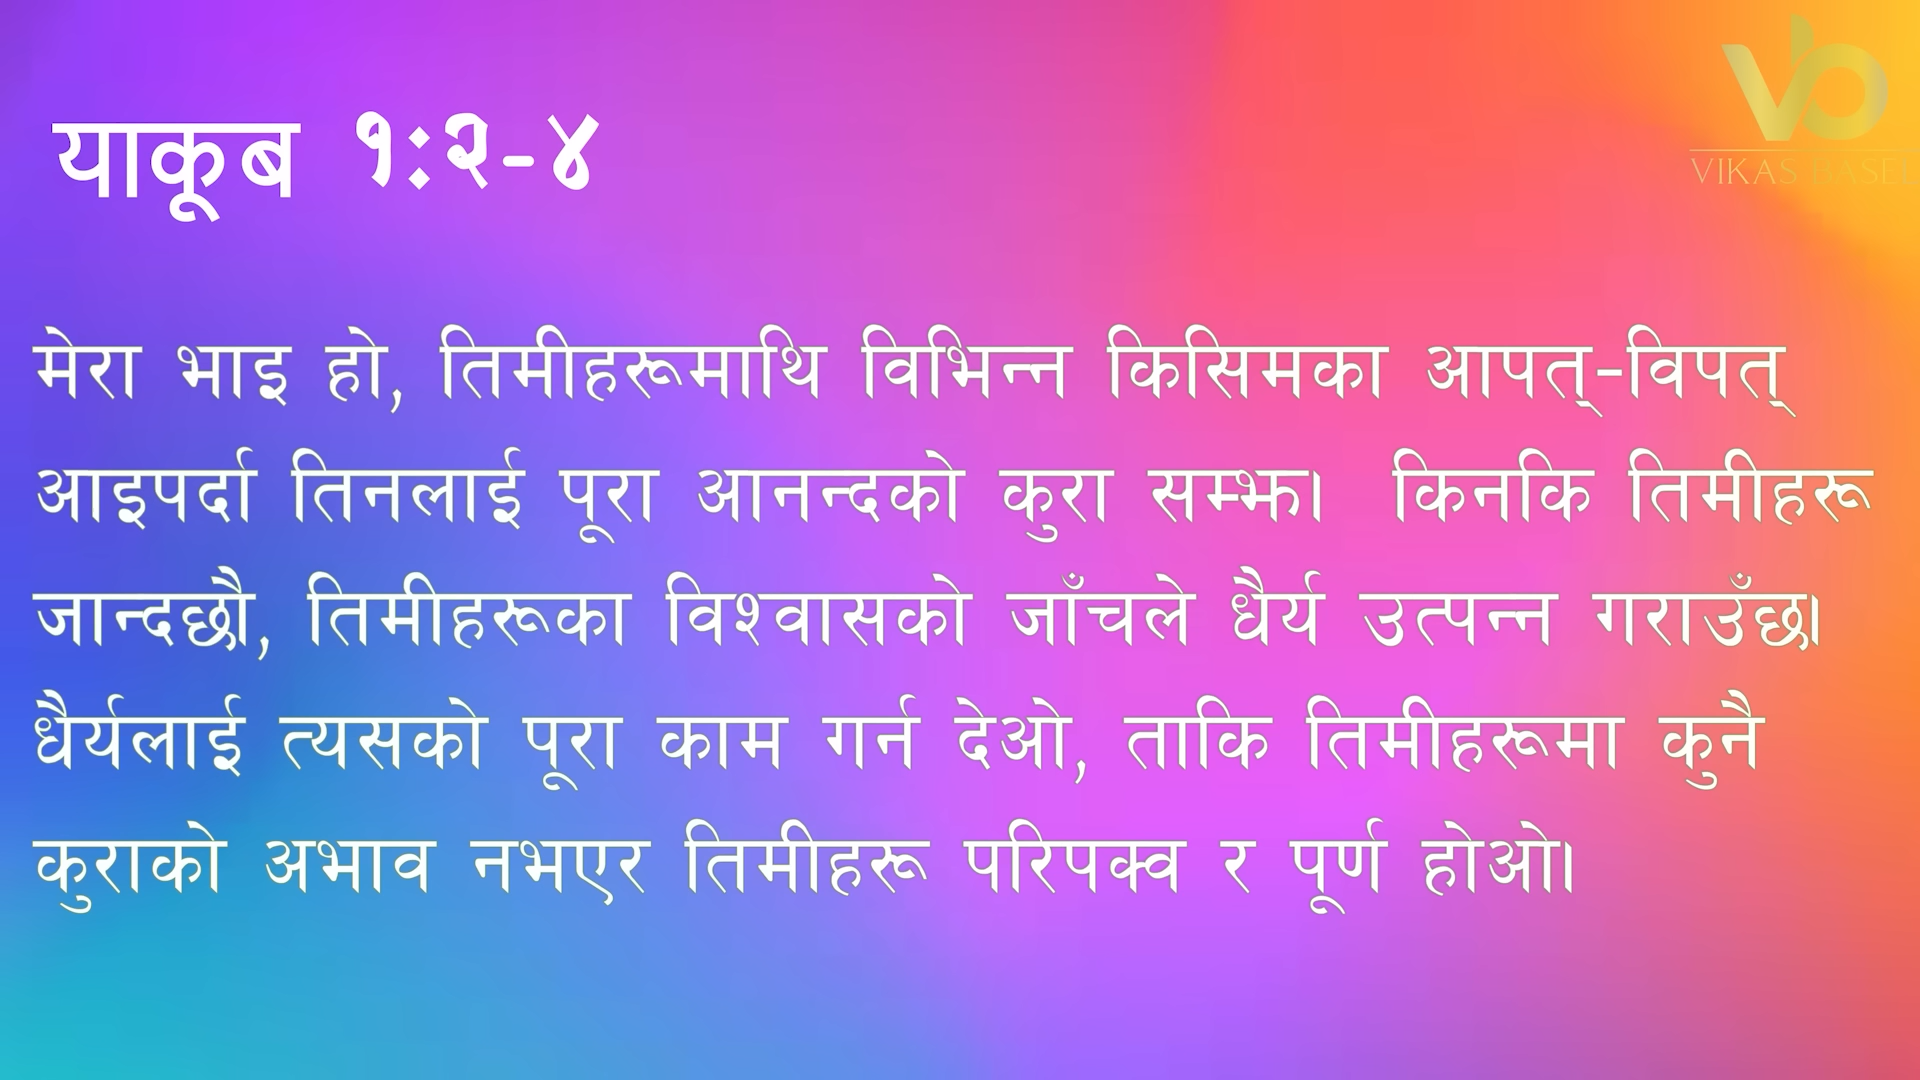 याकूब १:२-४
मेरा भाइ हो, तिमीहरूमाथि विभिन्न किसिमका आपत्-विपत्
आइपर्दा तिनलाई पूरा आनन्दको कुरा सम्झ। किनकि तिमीहरू
जान्दछौ, तिमीहरूका विश्वासको जाँचले धैर्य उत्पन्न गराउँछ।
धैर्यलाई त्यसको पूरा काम गर्न देओ, ताकि तिमीहरूमा कुनै
कुराको अभाव नभएर तिमीहरू परिपक्व र पूर्ण होओ।
VIKAS